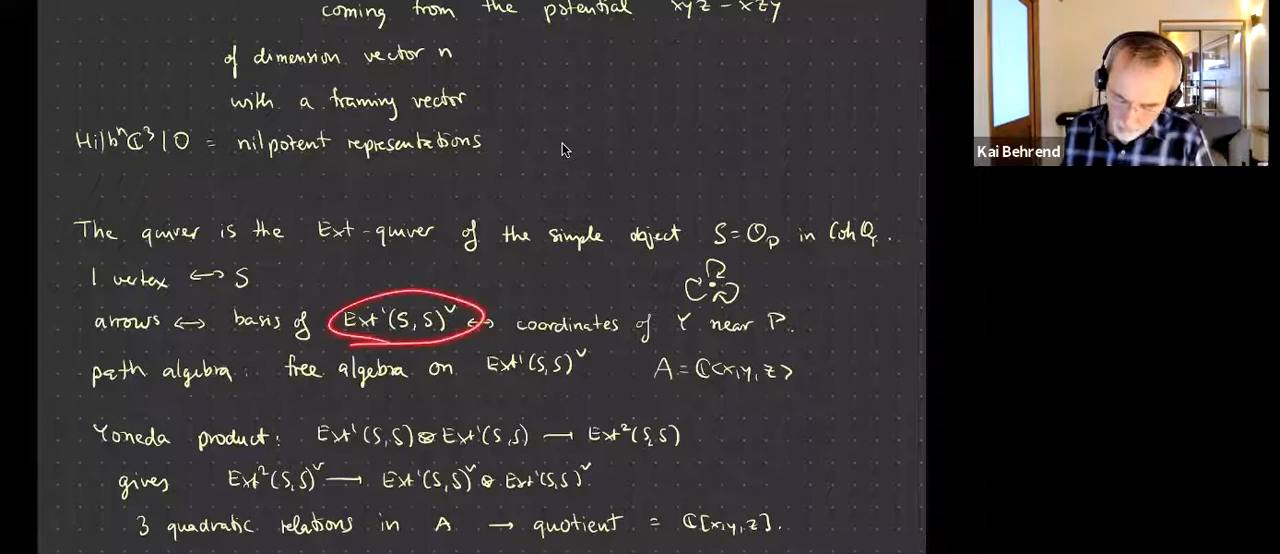 coming from the potential xyz - xzy
of dimension vector n
with a framing vector
Hilbⁿ ℂ³|0 = nilpotent representations
Kai Behrend
The quiver is the Ext-quiver of the simple object S = 𝒪_P in Coh 𝒪_Y.
1 vertex ↔ S
arrows ↔ basis of Ext¹(S,S)^∨ ↔ coordinates of Y near P.
path algebra: free algebra on Ext¹(S,S)^∨ A = ℂ<x,y,z>
Yoneda product: Ext¹(S,S) ⊗ Ext¹(S,S) → Ext²(S,S)
gives Ext²(S,S)^∨ → Ext¹(S,S)^∨ ⊗ Ext¹(S,S)^∨
3 quadratic relations in A → quotient = ℂ[x,y,z].